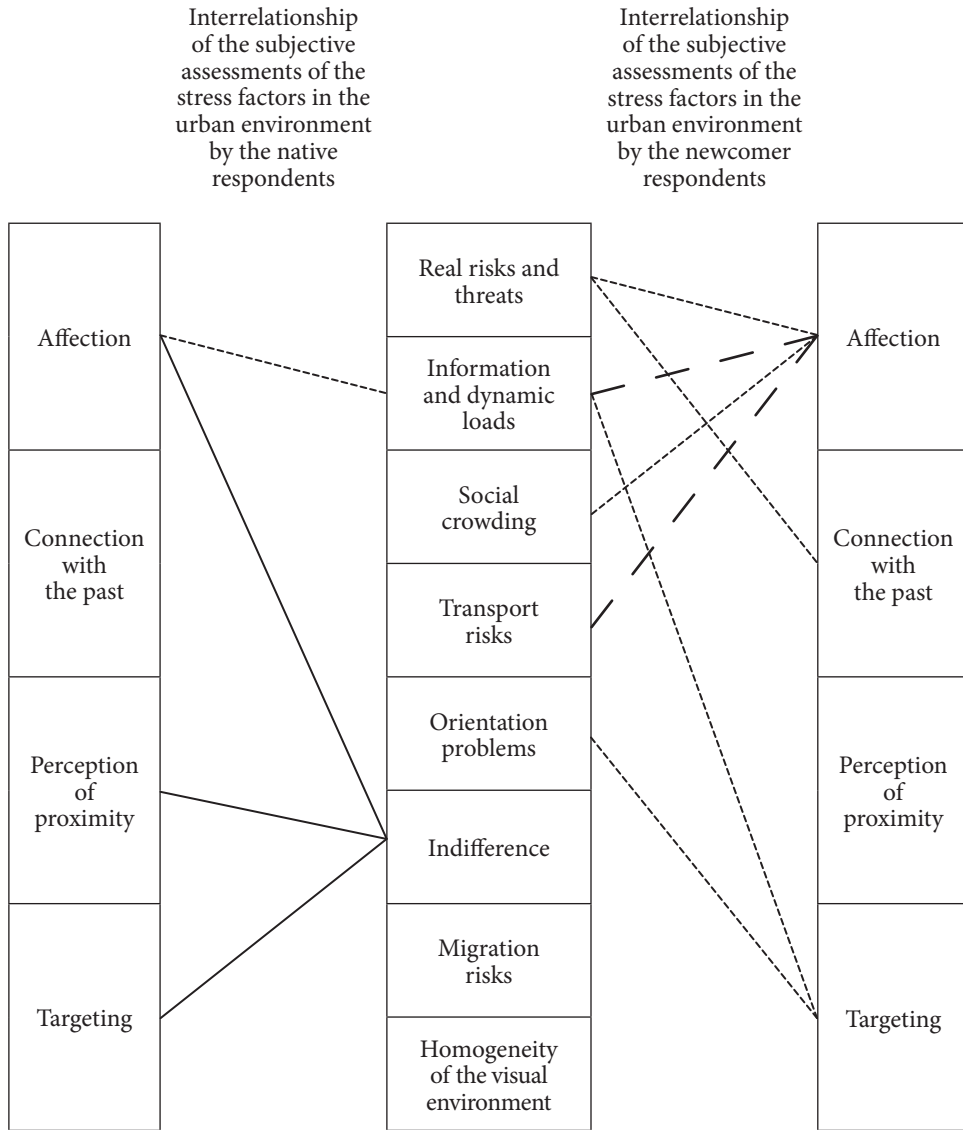 Interrelationship
of the subjective
assessments of the
stress factors in the
urban environment
by the native
respondents
Interrelationship
of the subjective
assessments of the
stress factors in the
urban environment
by the newcomer
respondents
Affection
Connection
with
the past
Perception
of
proximity
Targeting
Real risks and
threats
Information
and dynamic
loads
Social
crowding
Transport
risks
Orientation
problems
Indifference
Migration
risks
Homogeneity
of the visual
environment
Affection
Connection
with
the past
Perception
of
proximity
Targeting